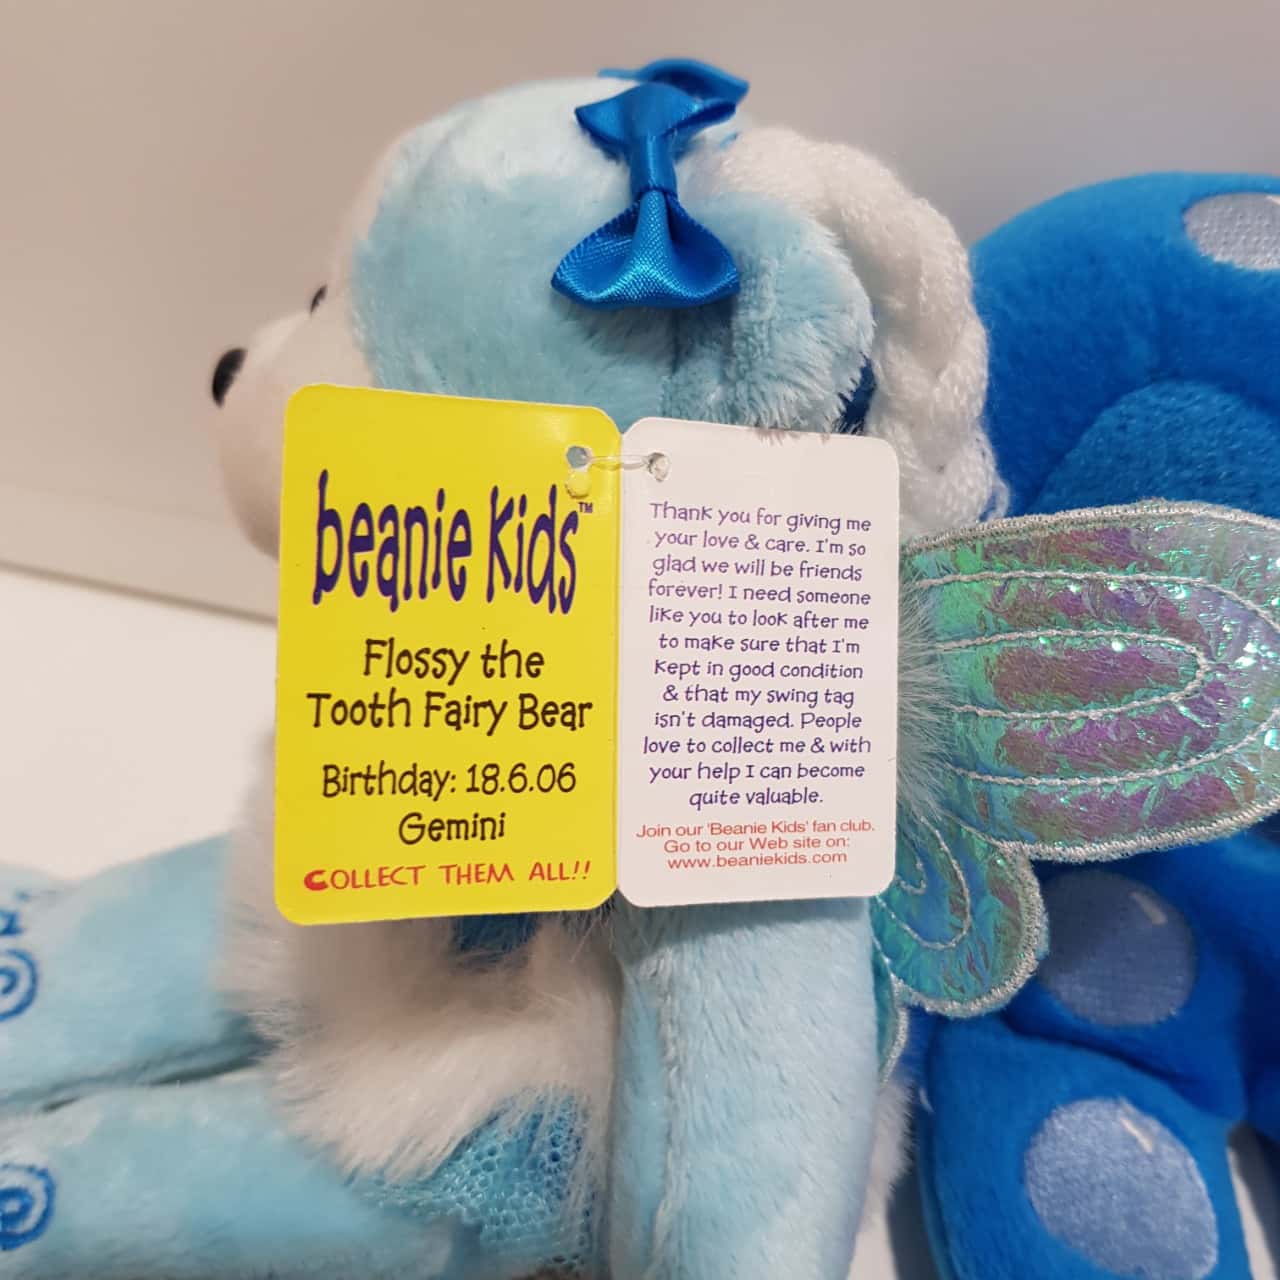 beanie Kids™
Flossy the
Tooth Fairy Bear
Birthday: 18.6.06
Gemini
COLLECT THEM ALL!!
Thank you for giving me
your love & care. I'm so
glad we will be friends
forever! I need someone
like you to look after me
to make sure that I'm
kept in good condition
& that my swing tag
isn't damaged. People
love to collect me & with
your help I can become
quite valuable.
Join our 'Beanie Kids' fan club.
Go to our Web site on:
www.beaniekids.com